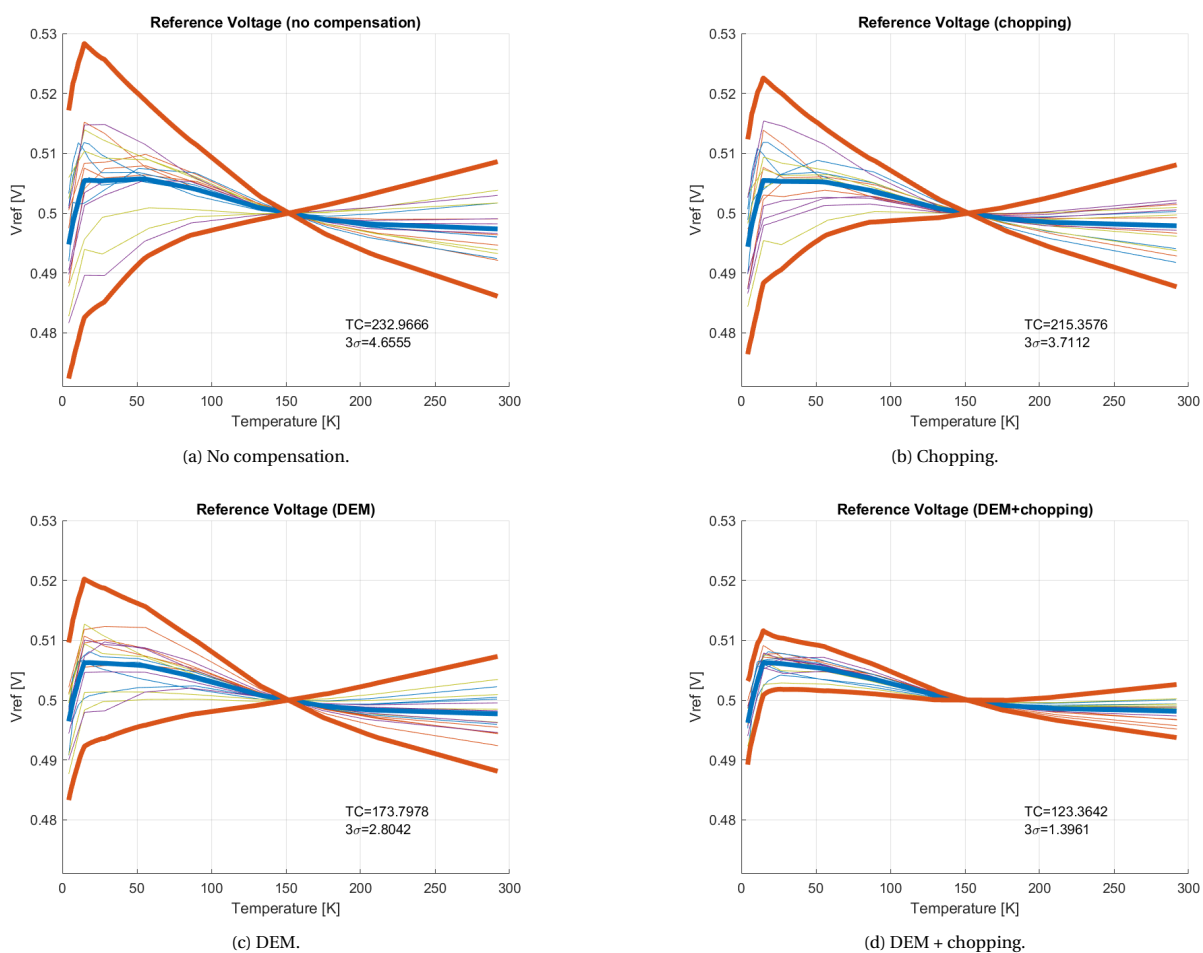 Reference Voltage (no compensation)
0.53
0.52
0.51
0.5
0.49
0.48
Vref [V]
TC=232.9666
3σ=4.6555
0 50 100 150 200 250 300
Temperature [K]
(a) No compensation.
Reference Voltage (chopping)
0.53
0.52
0.51
0.5
0.49
0.48
Vref [V]
TC=215.3576
3σ=3.7112
0 50 100 150 200 250 300
Temperature [K]
(b) Chopping.
Reference Voltage (DEM)
0.53
0.52
0.51
0.5
0.49
0.48
Vref [V]
TC=173.7978
3σ=2.8042
0 50 100 150 200 250 300
Temperature [K]
(c) DEM.
Reference Voltage (DEM+chopping)
0.53
0.52
0.51
0.5
0.49
0.48
Vref [V]
TC=123.3642
3σ=1.3961
0 50 100 150 200 250 300
Temperature [K]
(d) DEM + chopping.